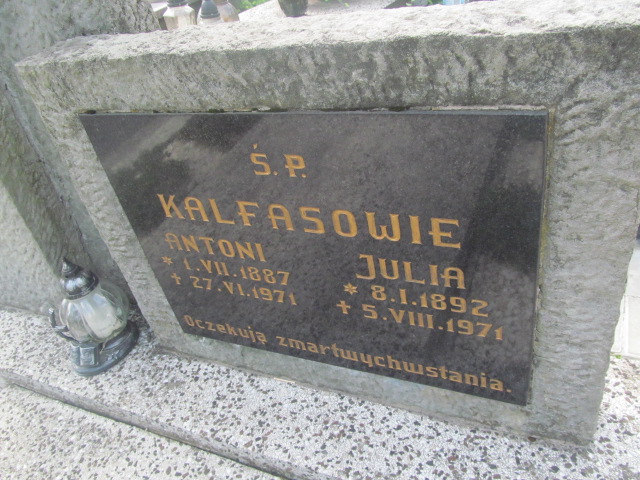 Ś. P.
KALFASOWIE
ANTONI
* 1.VII.1887
+ 27.VI.1971
JULIA
* 8.I.1892
+ 5.VIII.1971
Oczekują zmartwychwstania.